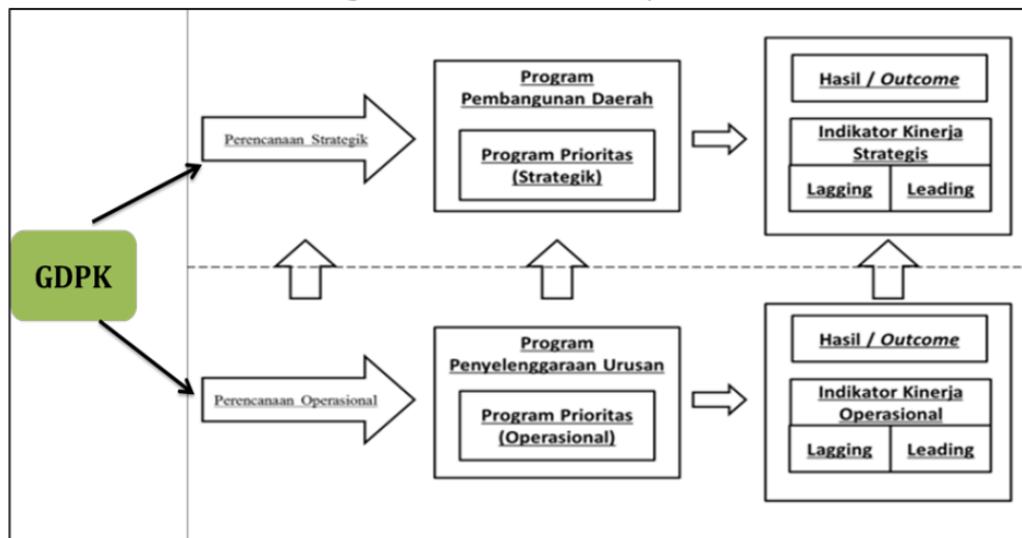 GDPK
Perencanaan Strategik
Program
Pembangunan Daerah
Program Prioritas
(Strategik)
Hasil / Outcome
Indikator Kinerja
Strategis
Lagging
Leading
Perencanaan Operasional
Program
Penyelenggaraan Urusan
Program Prioritas
(Operasional)
Hasil / Outcome
Indikator Kinerja
Operasional
Lagging
Leading